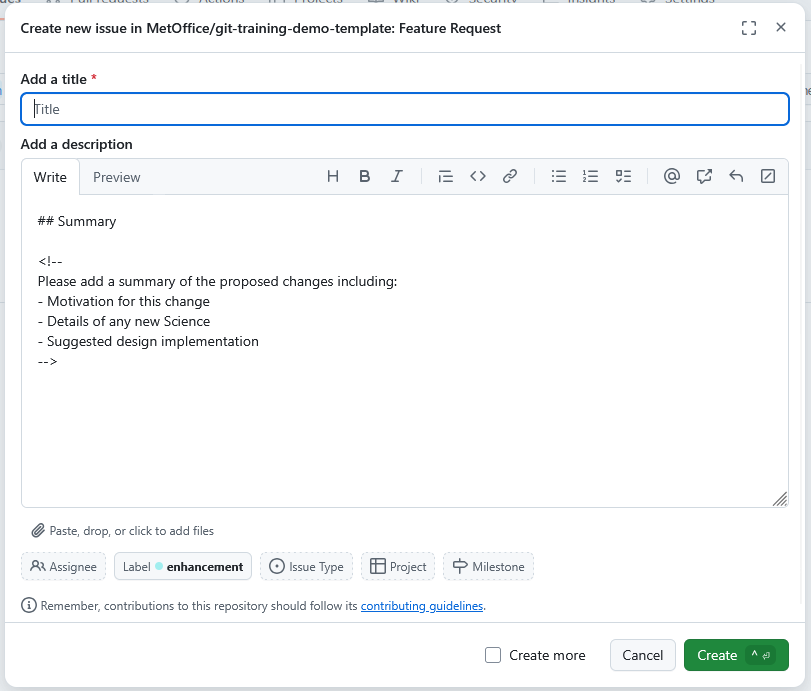 Create new issue in MetOffice/git-training-demo-template: Feature Request
Add a title *
Title
Add a description
Write Preview
## Summary
<!--
Please add a summary of the proposed changes including:
- Motivation for this change
- Details of any new Science
- Suggested design implementation
-->
Paste, drop, or click to add files
Assignee Label enhancement Issue Type Project Milestone
Remember, contributions to this repository should follow its contributing guidelines.
Create more Cancel Create